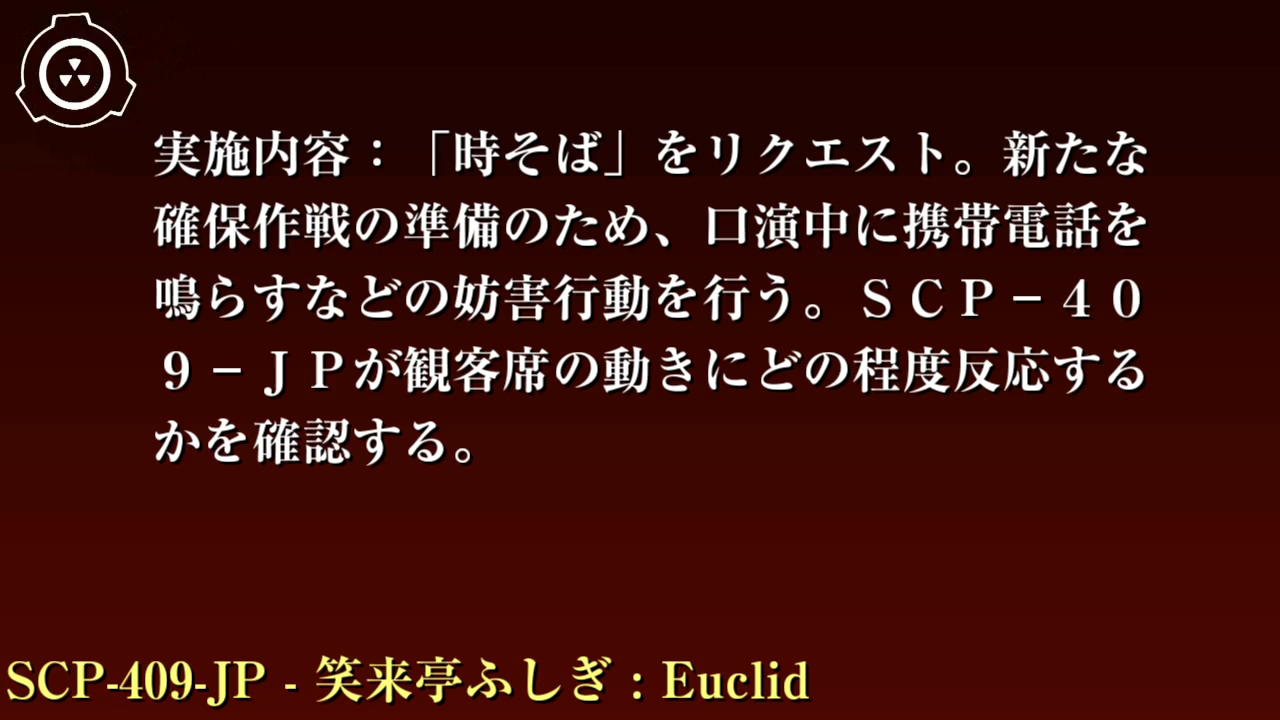 実施内容：「時そば」をリクエスト。新たな
確保作戦の準備のため、口演中に携帯電話を
鳴らすなどの妨害行動を行う。ＳＣＰ－４０
９－ＪＰが観客席の動きにどの程度反応する
かを確認する。
SCP-409-JP - 笑来亭ふしぎ : Euclid